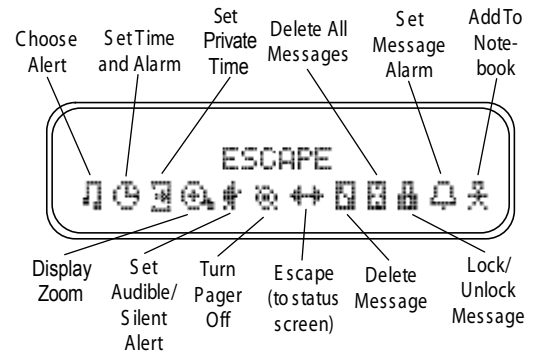 Choose
Alert
Set Time
and Alarm
Set
Private
Time
Delete All
Messages
Set
Message
Alarm
Add To
Note-
book
ESCAPE
Display
Zoom
Set
Audible/
Silent
Alert
Turn
Pager
Off
Escape
(to status
screen)
Delete
Message
Lock/
Unlock
Message